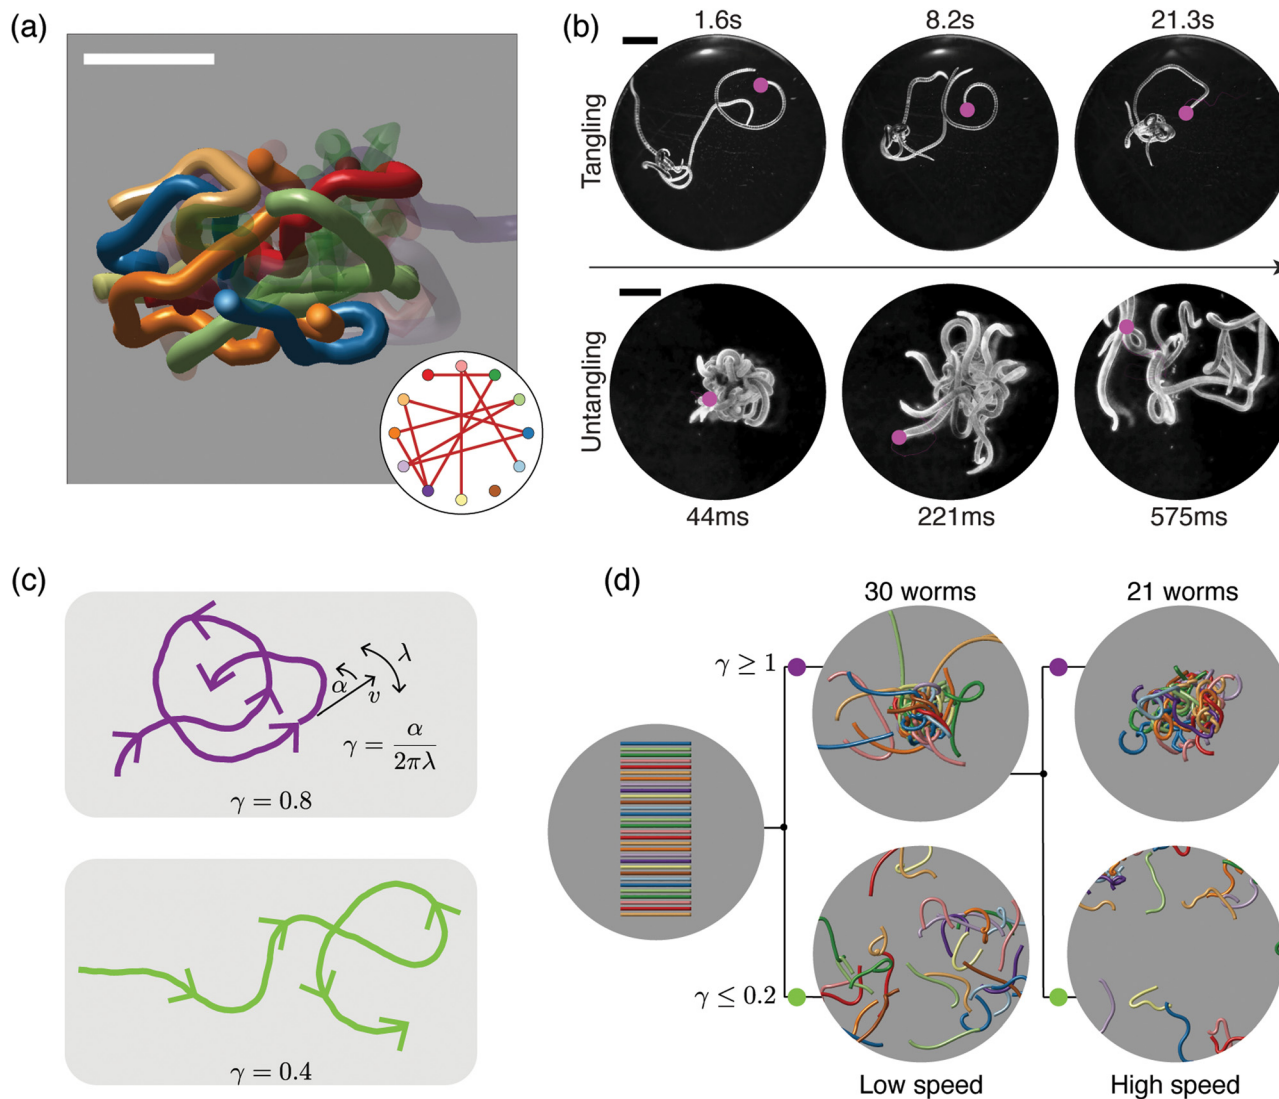 (a)
(b)
1.6s 8.2s 21.3s
Tangling
Untangling
44ms 221ms 575ms
(c)
λ
α
v
γ = α / 2πλ
γ = 0.8
γ = 0.4
(d)
30 worms 21 worms
γ ≥ 1
γ ≤ 0.2
Low speed High speed